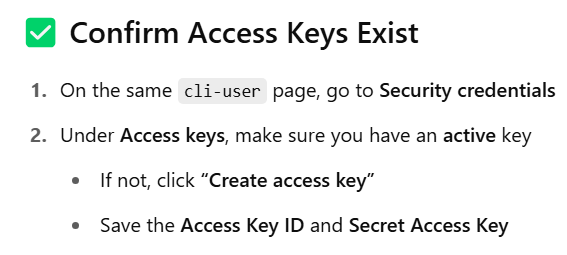 ✅ Confirm Access Keys Exist
1. On the same cli-user page, go to Security credentials
2. Under Access keys, make sure you have an active key
• If not, click “Create access key”
• Save the Access Key ID and Secret Access Key